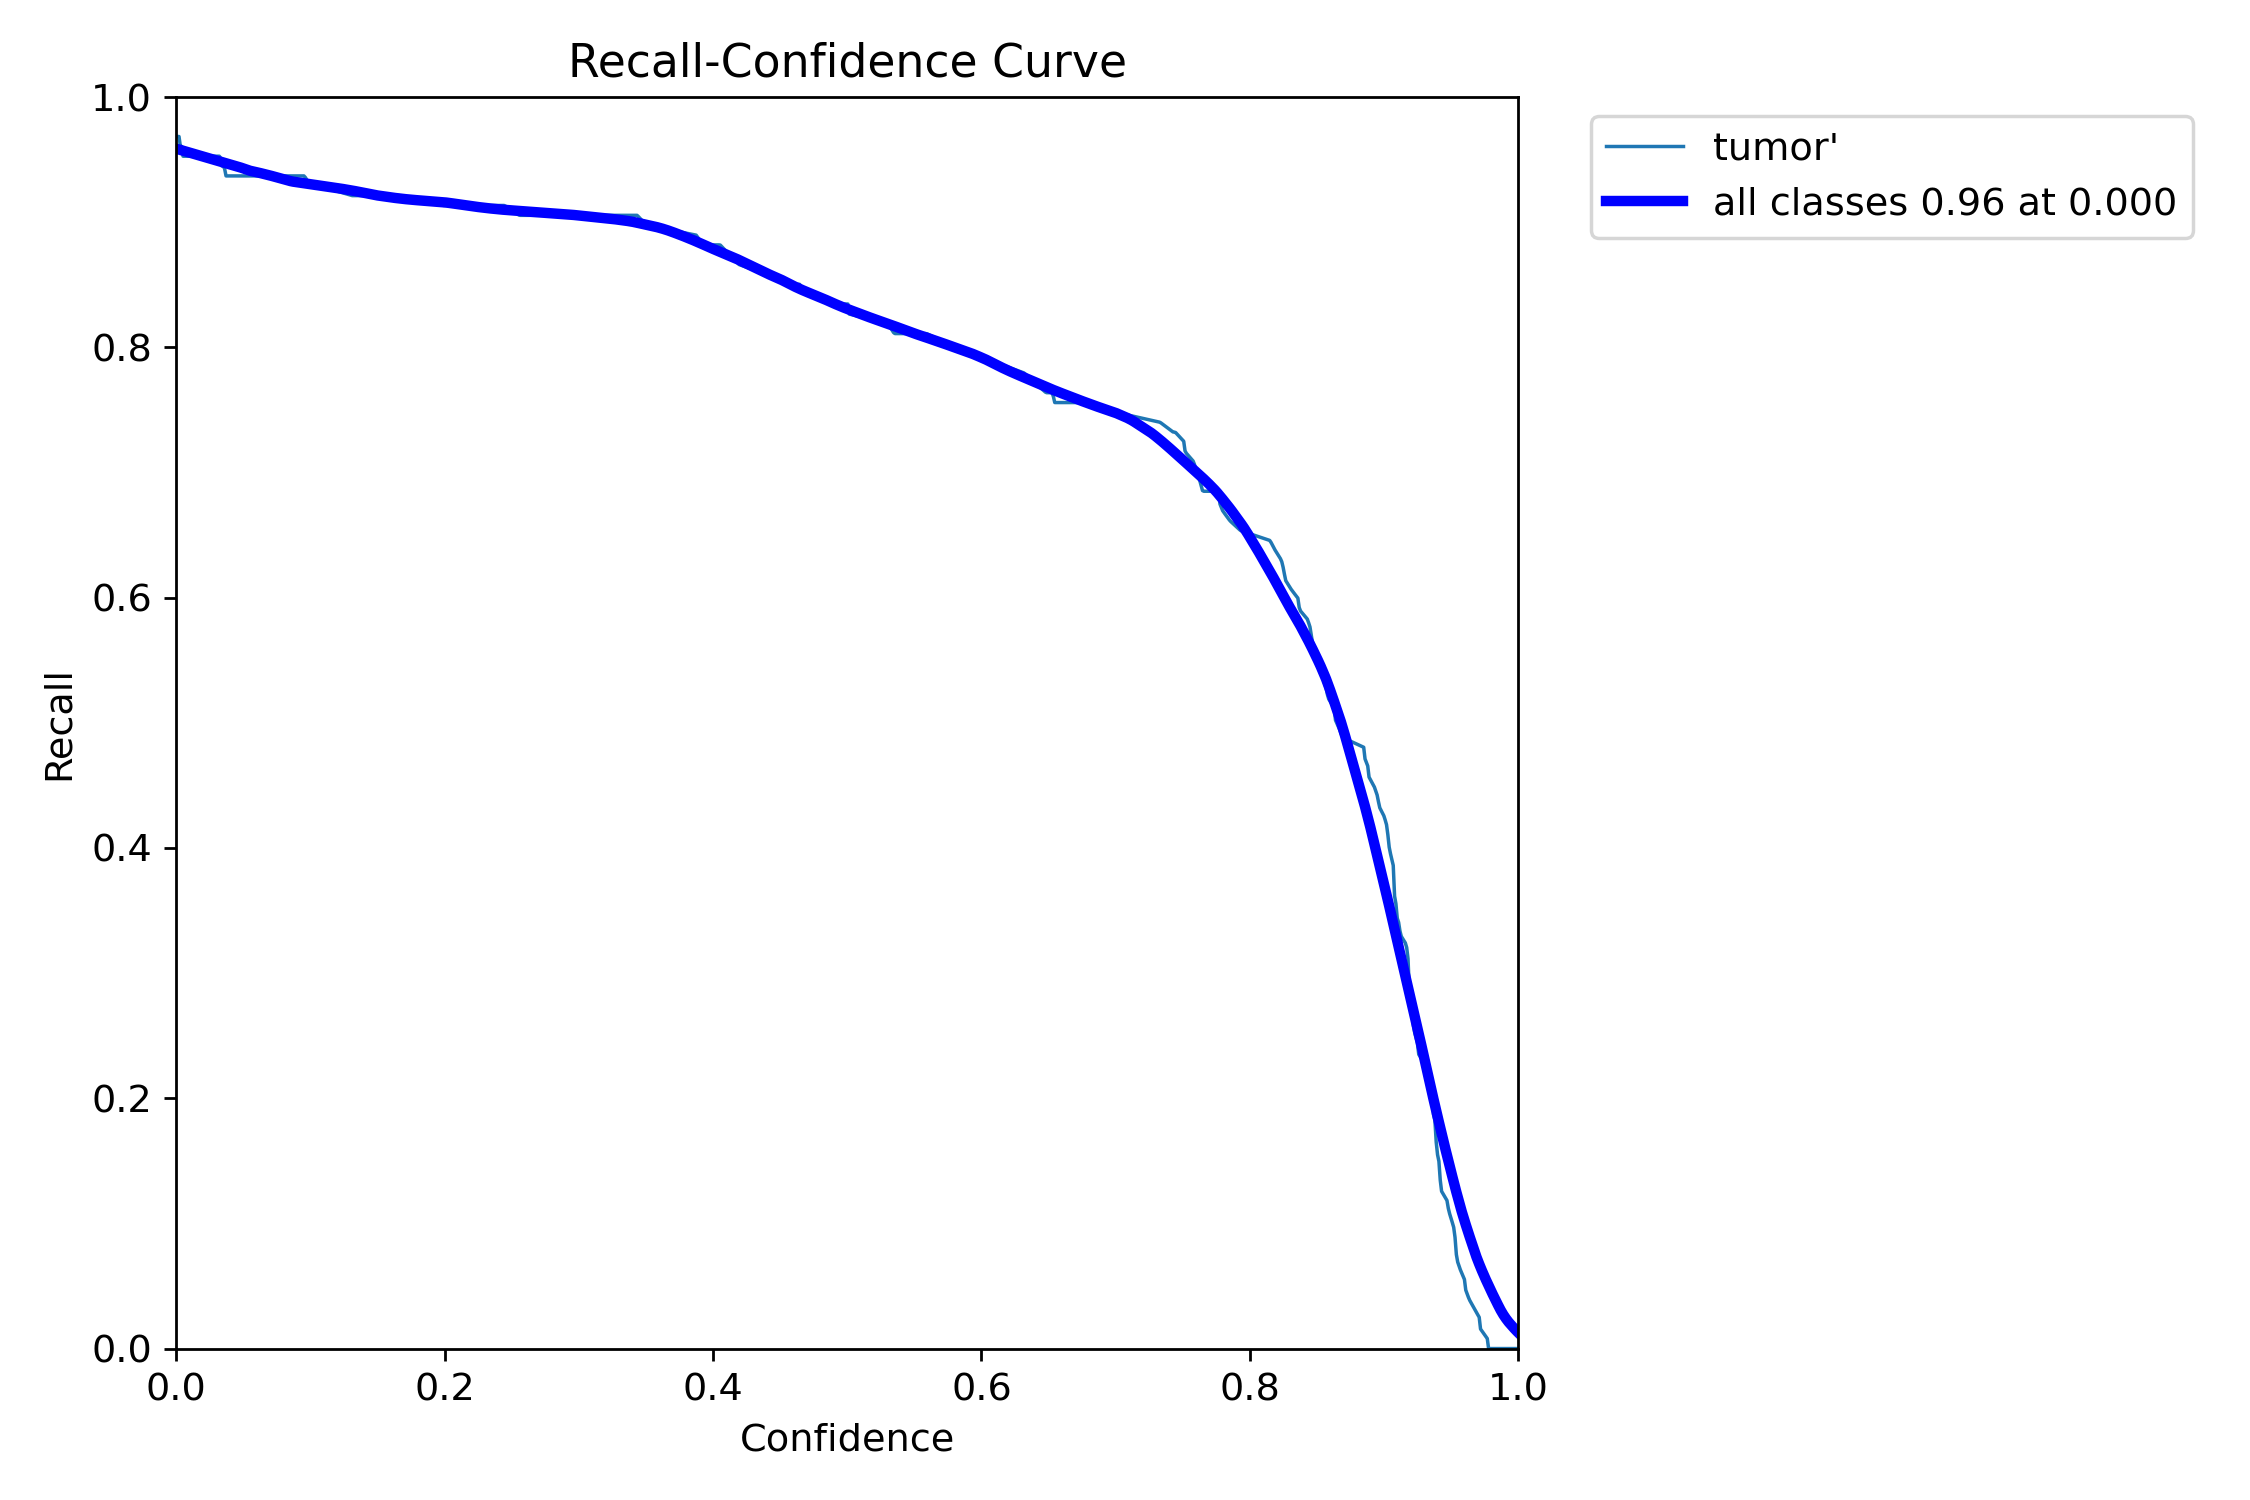 Recall-Confidence Curve
tumor'
all classes 0.96 at 0.000
1.0
0.8
0.6
0.4
0.2
0.0
Recall
0.0 0.2 0.4 0.6 0.8 1.0
Confidence